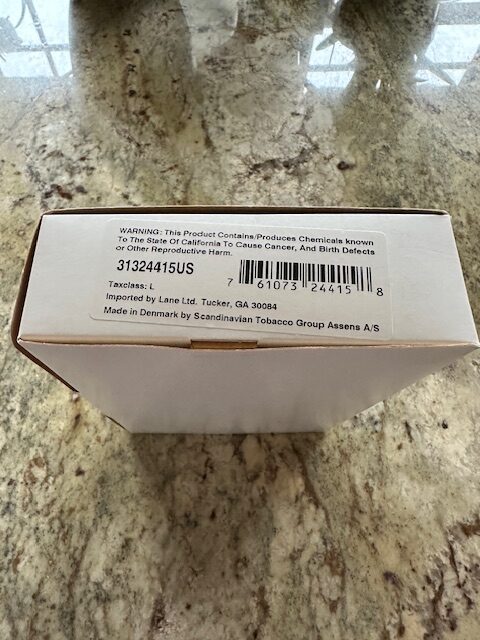 WARNING: This Product Contains/Produces Chemicals known
To The State Of California To Cause Cancer, And Birth Defects
or Other Reproductive Harm.
31324415US
7 61073 24415 8
Taxclass: L
Imported by Lane Ltd. Tucker, GA 30084
Made in Denmark by Scandinavian Tobacco Group Assens A/S